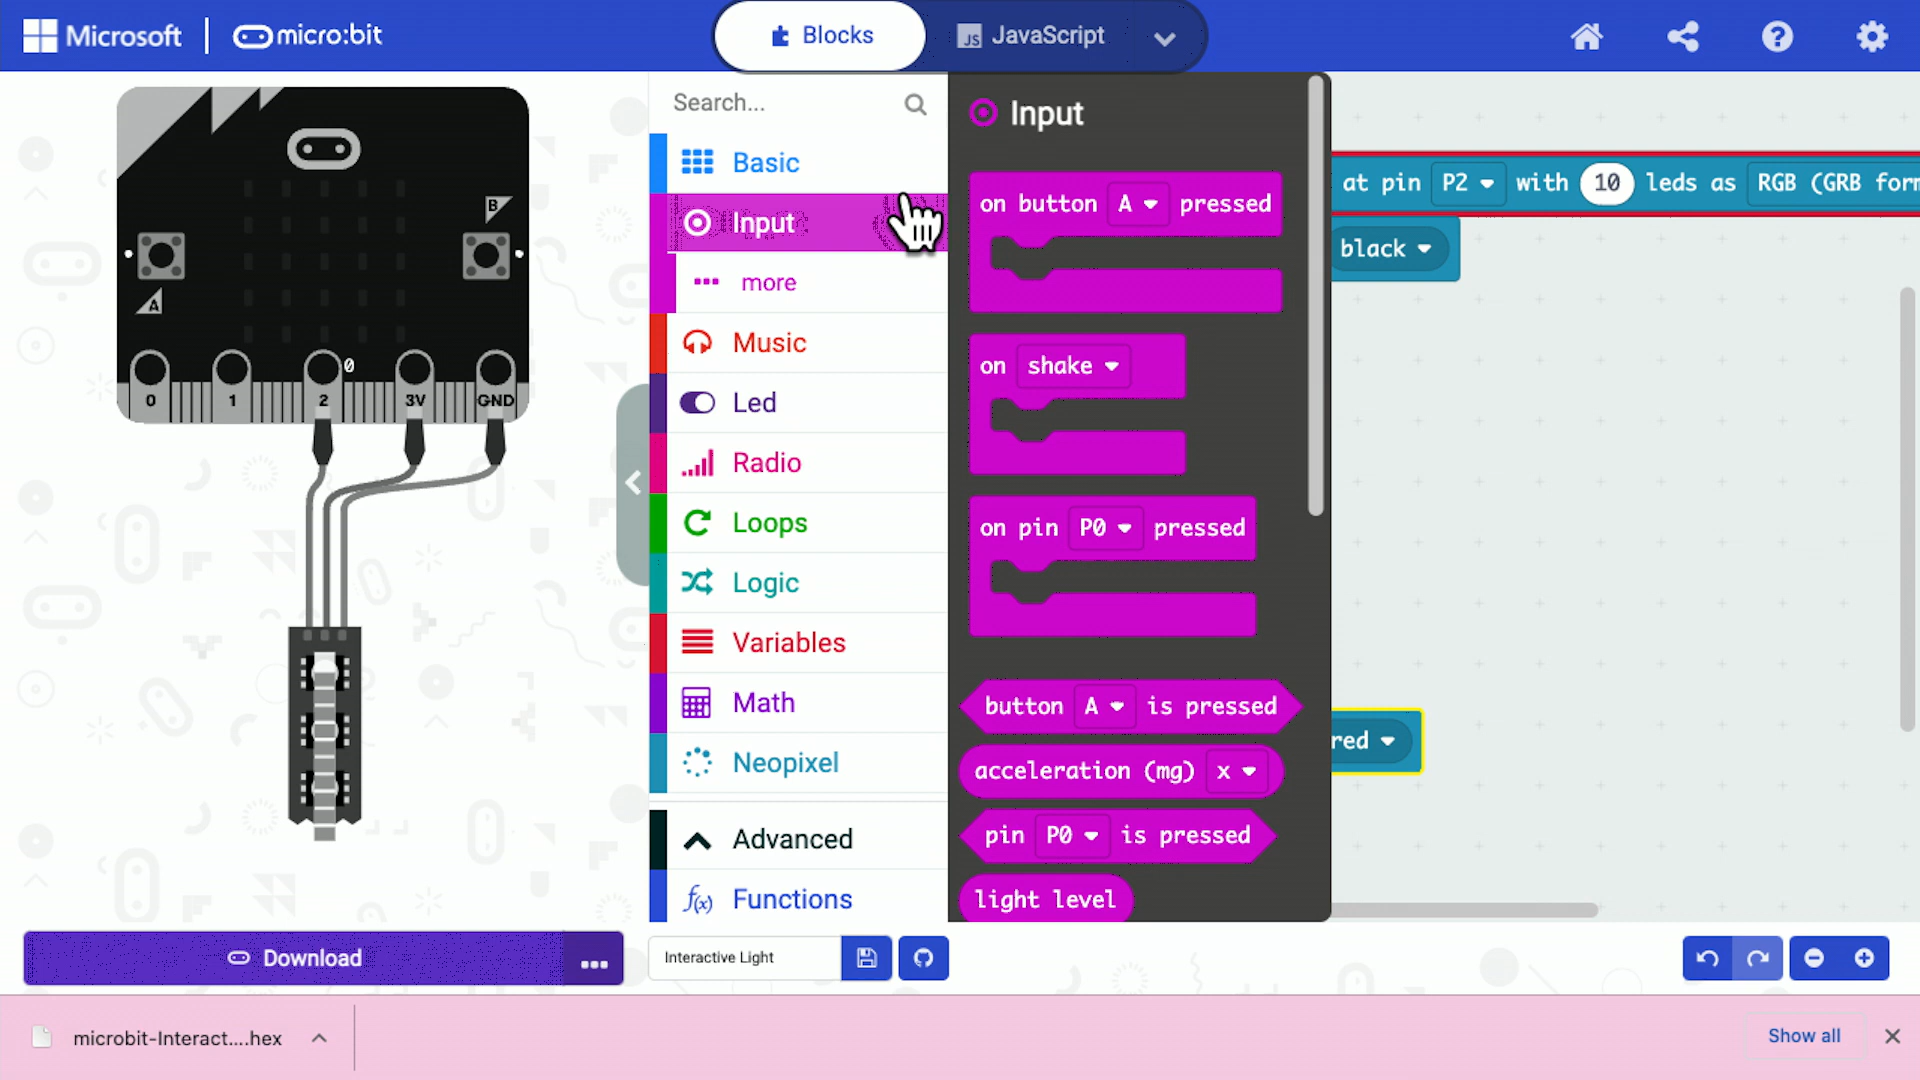 Microsoft
micro:bit
Blocks
JS JavaScript
B
A
0
0 1 2 3V GND
Download
Search...
Basic
Input
more
Music
Led
Radio
Loops
Logic
Variables
Math
Neopixel
Advanced
f(x) Functions
Input
on button A pressed
on shake
on pin P0 pressed
button A is pressed
acceleration (mg) x
pin P0 is pressed
light level
at pin P2 with 10 leds as RGB (GRB form
black
red
Interactive Light
microbit-Interact....hex
Show all